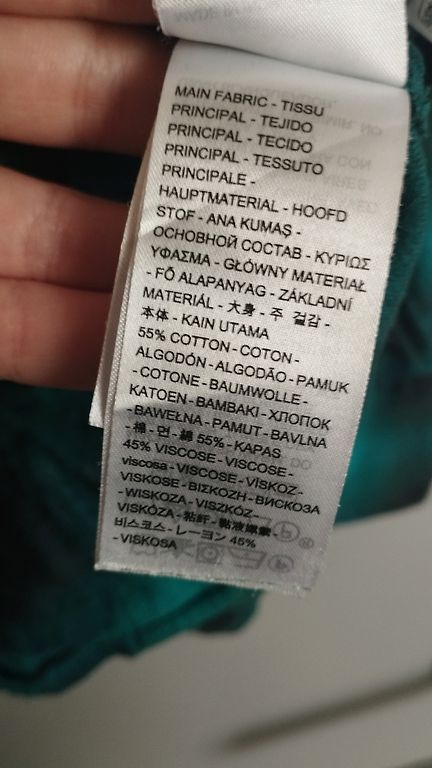 MAIN FABRIC - TISSU
PRINCIPAL - TEJIDO
PRINCIPAL - TECIDO
PRINCIPAL - TESSUTO
PRINCIPALE -
HAUPTMATERIAL - HOOFD
STOF - ANA KUMAŞ -
ОСНОВНОЙ СОСТАВ - ΚΥΡΙΩΣ
ΥΦΑΣΜΑ - GŁÓWNY MATERIAŁ
- FŐ ALAPANYAG - ZÁKLADNÍ
MATERIÁL - 大身 - 주 겉감 -
本体 - KAIN UTAMA
55% COTTON - COTON -
ALGODÓN - ALGODÃO - PAMUK
- COTONE - BAUMWOLLE -
KATOEN - ΒΑΜΒΑΚΙ - ХЛОПОК
- BAWEŁNA - PAMUT - BAVLNA
- 棉 - 면 - 綿 55% - KAPAS
45% VISCOSE - VISCOSE -
viscosa - VISCOSE - VİSKOZ -
VISKOSE - ΒΙΣΚΟΖΗ - ВИСКОЗА
- WISKOZA - VISZKÓZ -
VISKÓZA - 粘纤 - 黏液嫘縈 -
비스코스 - レーヨン 45%
- VISKOSA